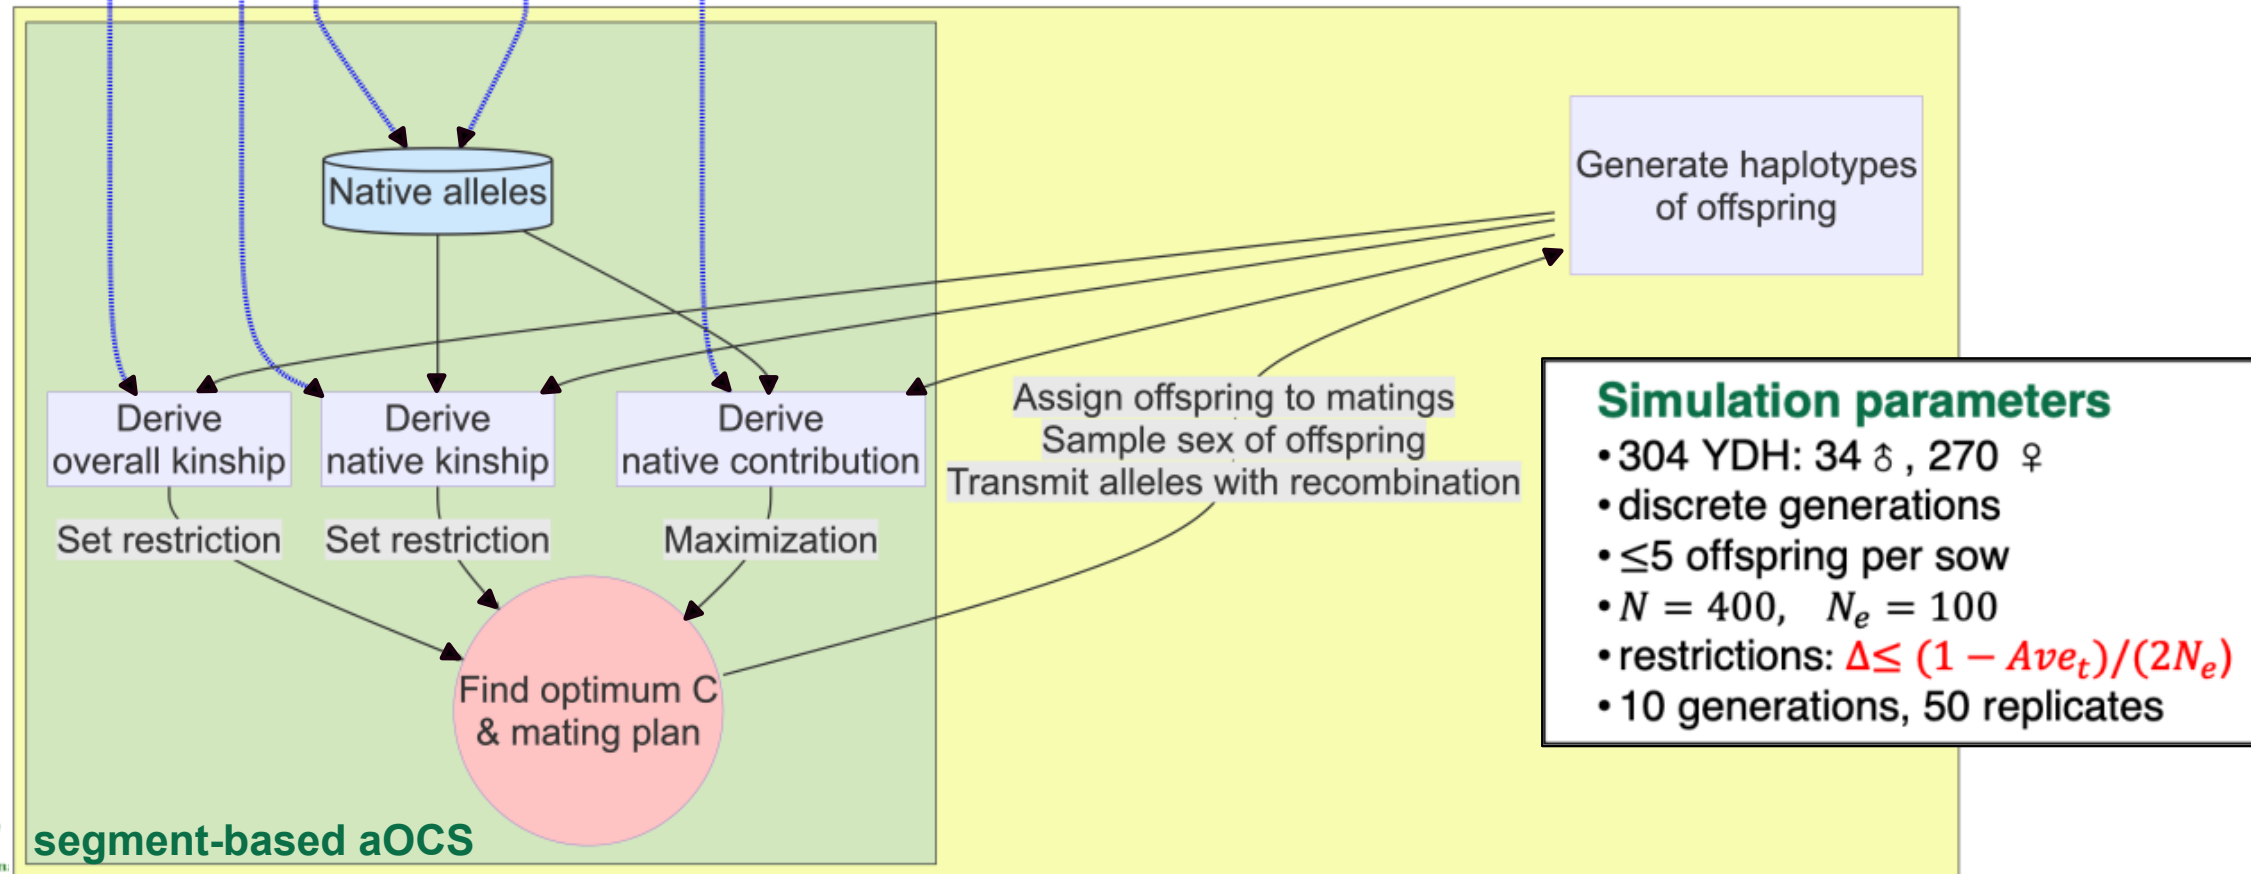 Native alleles
Generate haplotypes
of offspring
Derive
overall kinship
Derive
native kinship
Derive
native contribution
Assign offspring to matings
Sample sex of offspring
Transmit alleles with recombination
Set restriction
Set restriction
Maximization
Find optimum C
& mating plan
segment-based aOCS
Simulation parameters
•304 YDH: 34 ♂, 270 ♀
•discrete generations
•≤5 offspring per sow
•N = 400, Nₑ = 100
•restrictions: Δ≤ (1 − Aveₜ)/(2Nₑ)
•10 generations, 50 replicates